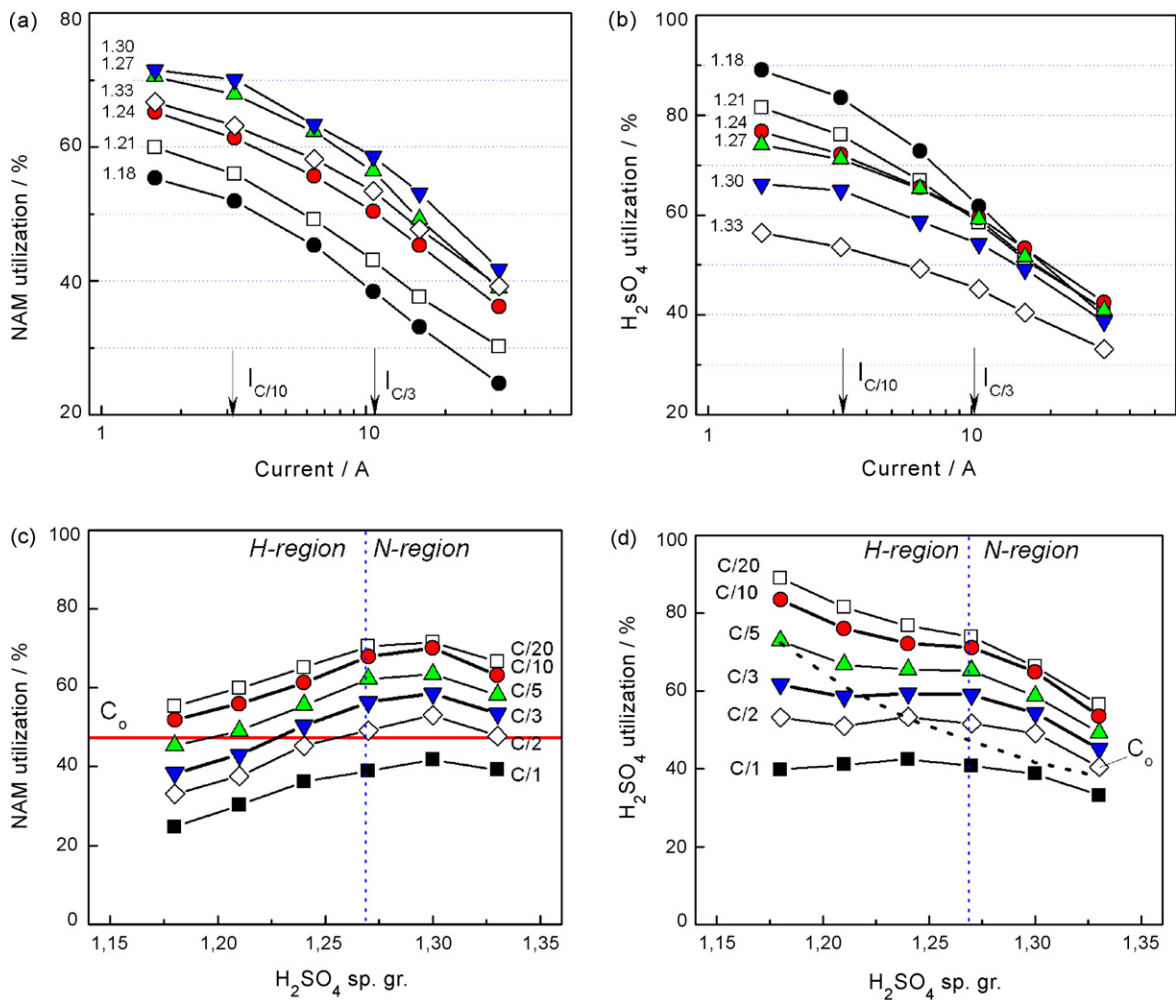 (a)
80
60
40
20
NAM utilization / %
1.30
1.27
1.33
1.24
1.21
1.18
I C/10
I C/3
1
10
Current / A
(b)
100
80
60
40
20
H2sO4 utilization / %
1.18
1.21
1.24
1.27
1.30
1.33
I C/10
I C/3
1
10
Current / A
(c)
100
80
60
40
20
0
NAM utilization / %
H-region
N-region
Co
C/20
C/10
C/5
C/3
C/2
C/1
1,15
1,20
1,25
1,30
1,35
H2SO4 sp. gr.
(d)
100
80
60
40
20
0
H2SO4 utilization / %
H-region
N-region
C/20
C/10
C/5
C/3
C/2
C/1
Co
1,15
1,20
1,25
1,30
1,35
H2SO4 sp. gr.